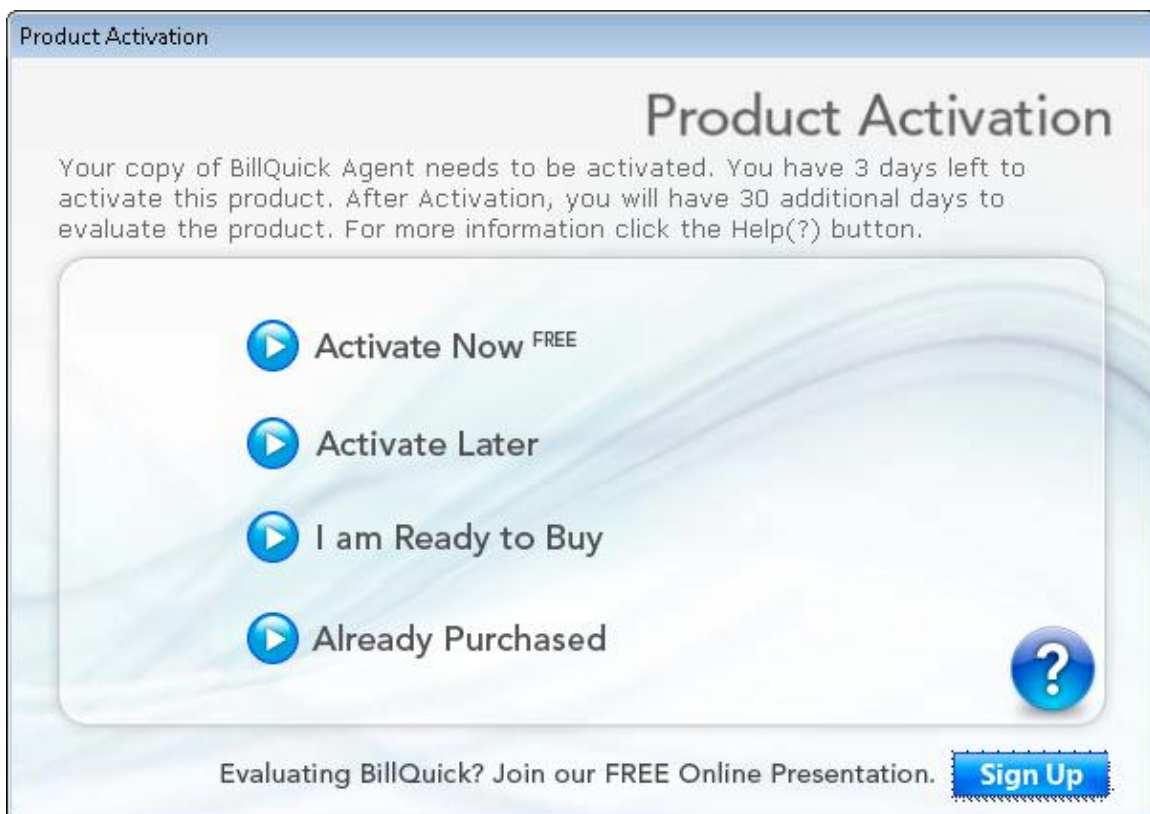 Product Activation
Product Activation
Your copy of BillQuick Agent needs to be activated. You have 3 days left to
activate this product. After Activation, you will have 30 additional days to
evaluate the product. For more information click the Help(?) button.
Activate Now FREE
Activate Later
I am Ready to Buy
Already Purchased
?
Evaluating BillQuick? Join our FREE Online Presentation. Sign Up